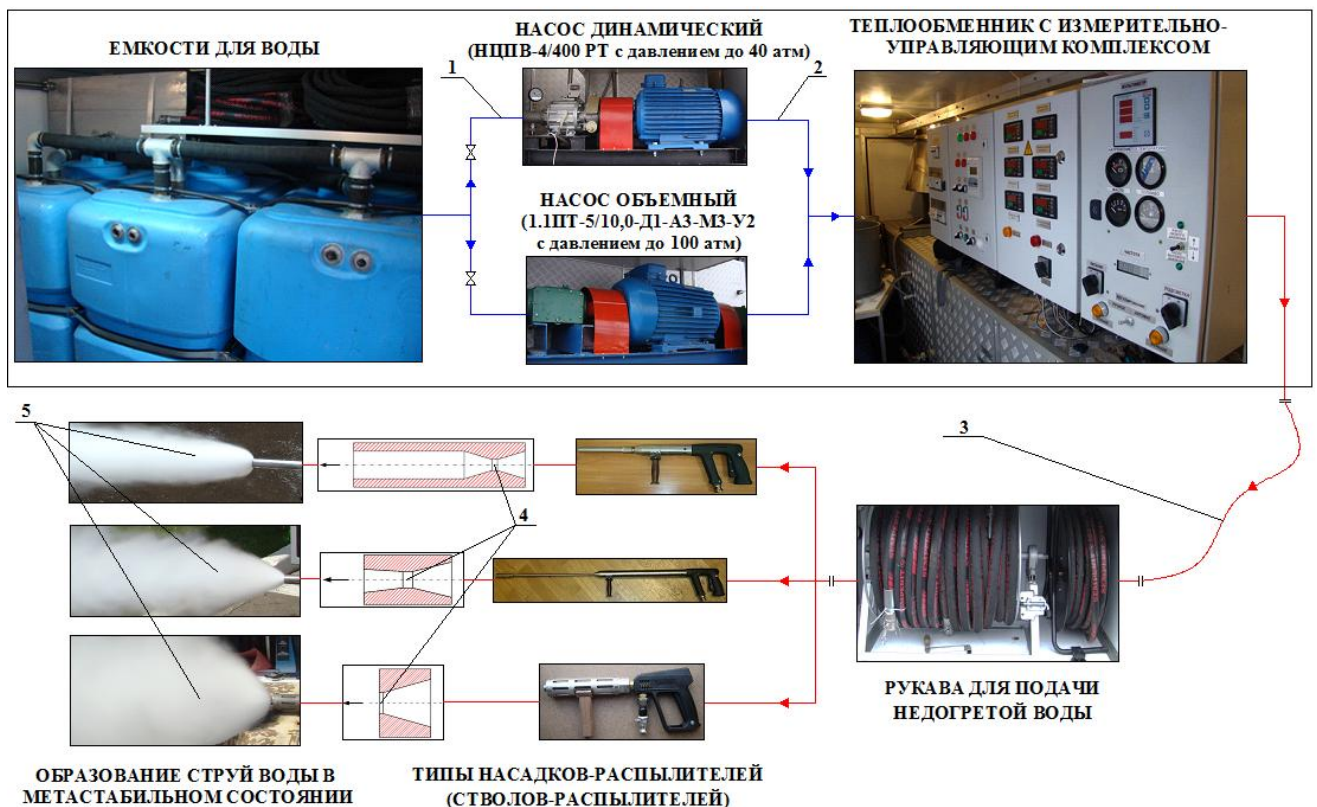 ЕМКОСТИ ДЛЯ ВОДЫ
НАСОС ДИНАМИЧЕСКИЙ
(НЦПВ-4/400 РТ с давлением до 40 атм)
ТЕПЛООБМЕННИК С ИЗМЕРИТЕЛЬНО-
УПРАВЛЯЮЩИМ КОМПЛЕКСОМ
1
2
НАСОС ОБЪЕМНЫЙ
(1.1ПТ-5/10,0-Д1-А3-М3-У2
с давлением до 100 атм)
5
3
4
РУКАВА ДЛЯ ПОДАЧИ
НЕДОГРЕТОЙ ВОДЫ
ОБРАЗОВАНИЕ СТРУЙ ВОДЫ В
МЕТАСТАБИЛЬНОМ СОСТОЯНИИ
ТИПЫ НАСАДКОВ-РАСПЫЛИТЕЛЕЙ
(СТВОЛОВ-РАСПЫЛИТЕЛЕЙ)